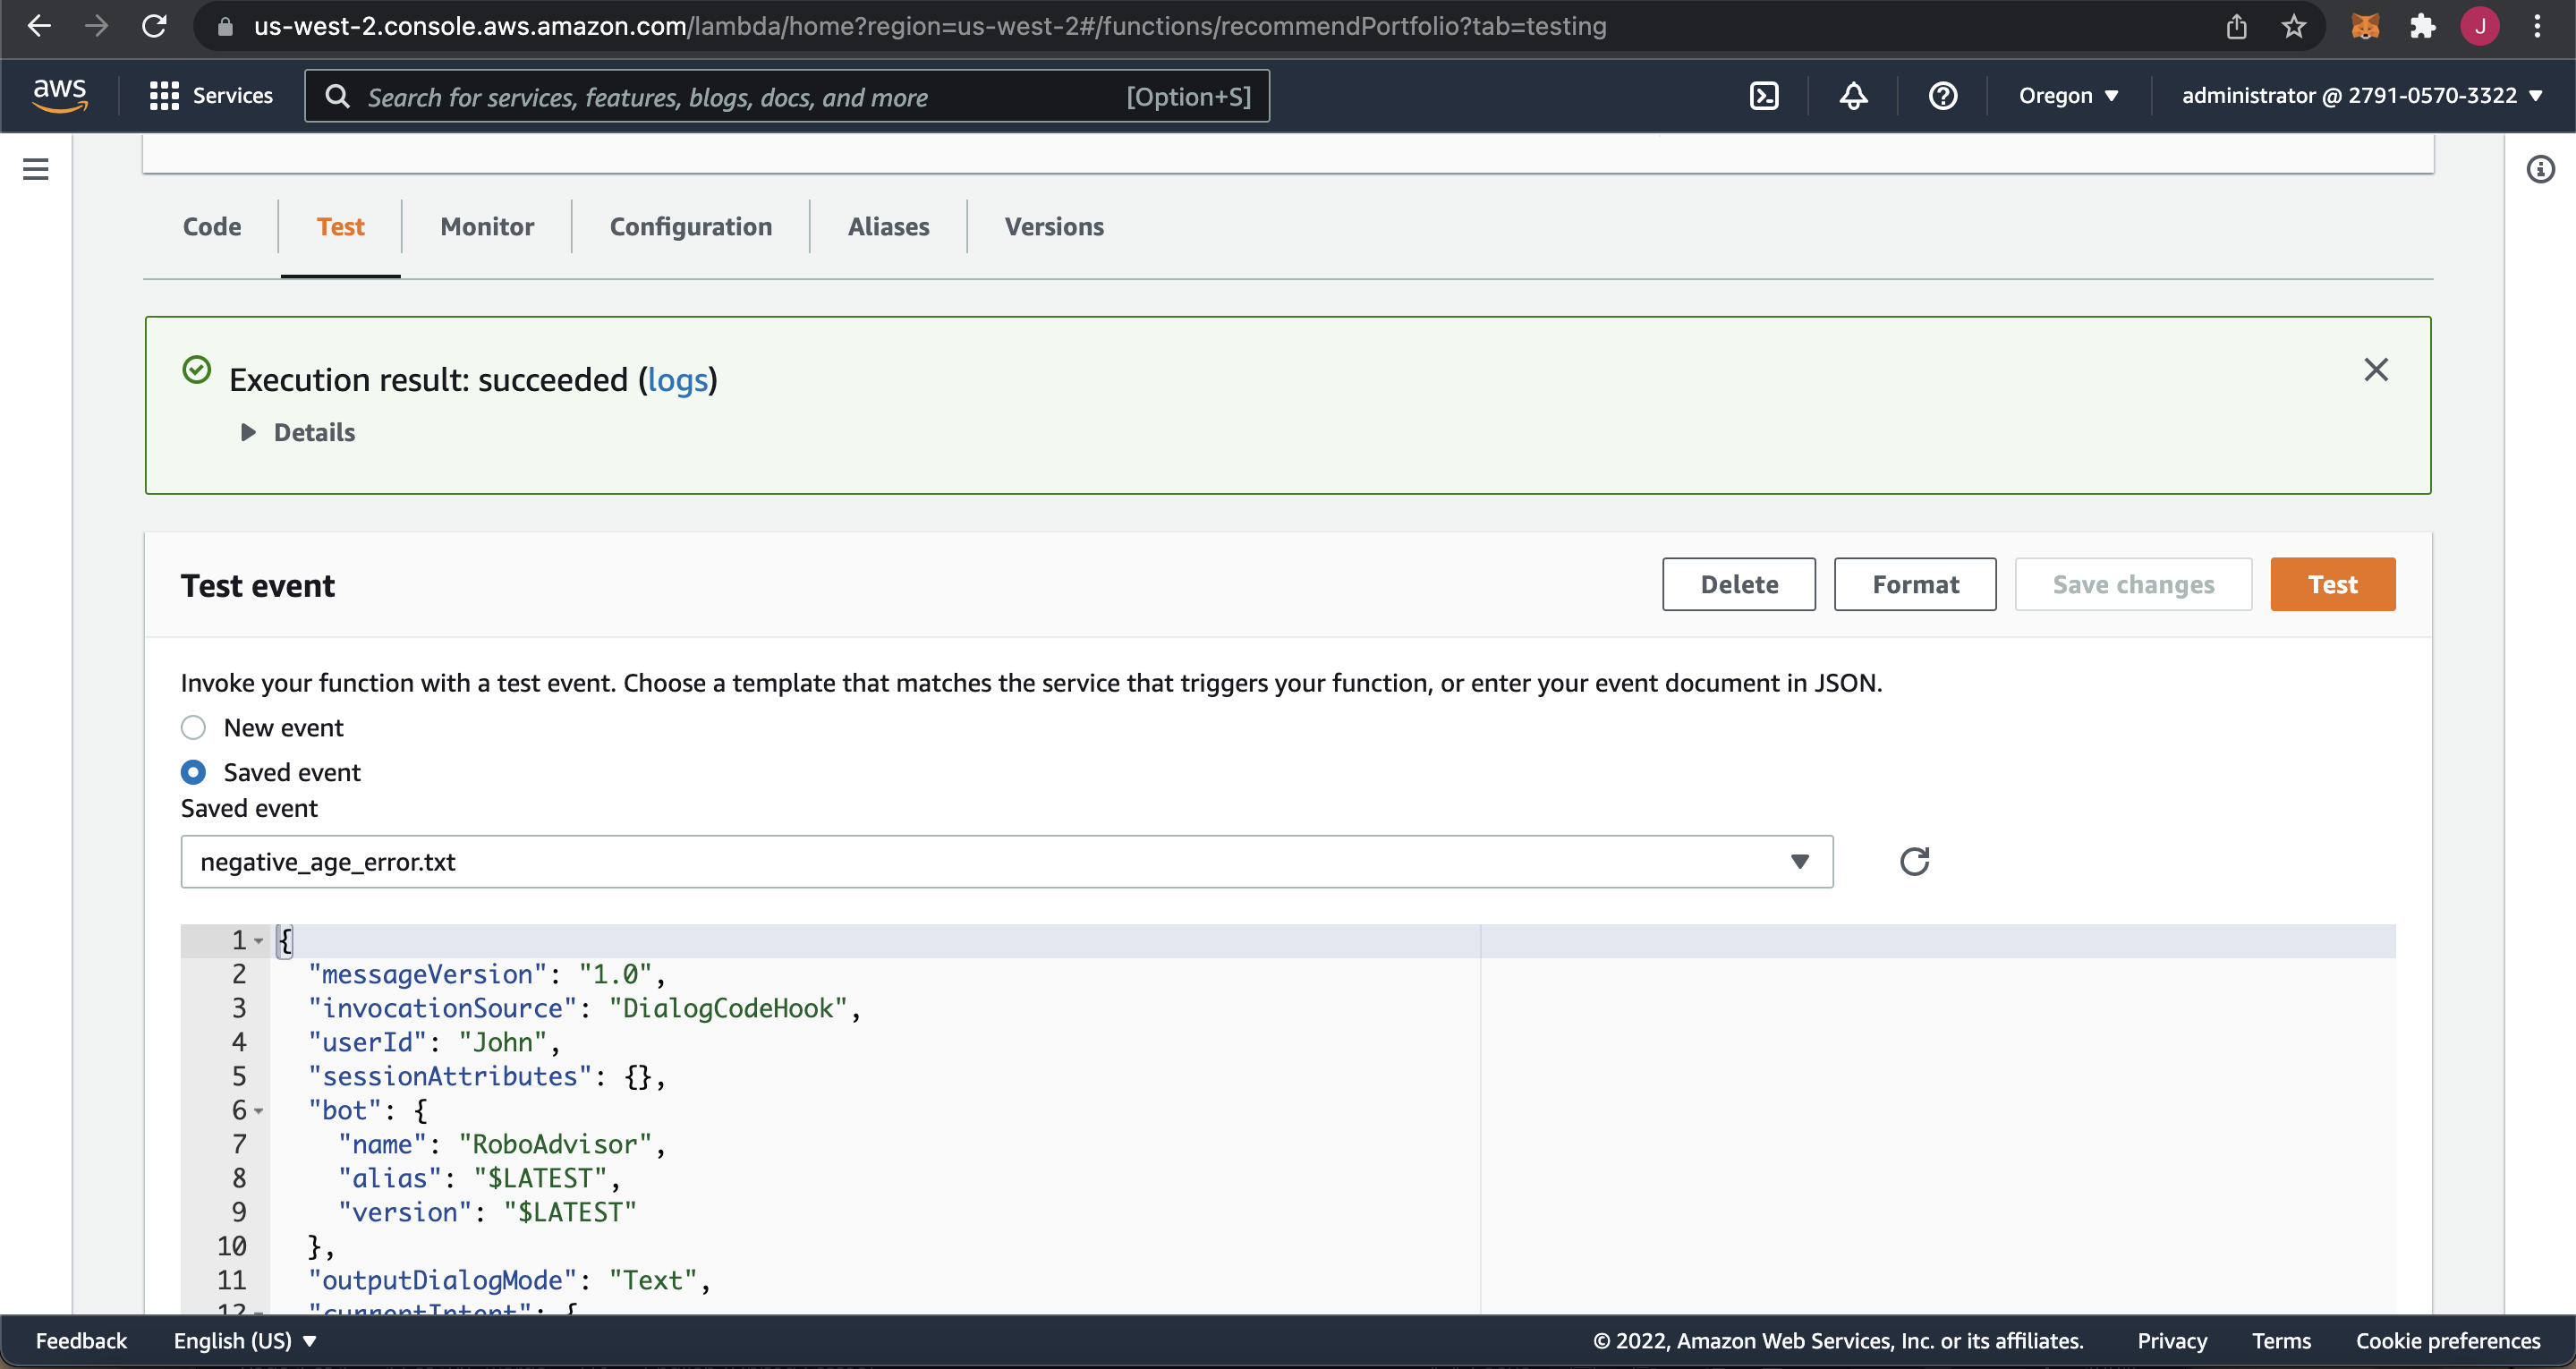 us-west-2.console.aws.amazon.com/lambda/home?region=us-west-2#/functions/recommendPortfolio?tab=testing
J
aws
Services
Search for services, features, blogs, docs, and more
[Option+S]
Oregon ▼
administrator @ 2791-0570-3322 ▼
Code
Test
Monitor
Configuration
Aliases
Versions
Execution result: succeeded (logs)
Details
Test event
Delete
Format
Save changes
Test
Invoke your function with a test event. Choose a template that matches the service that triggers your function, or enter your event document in JSON.
New event
Saved event
Saved event
negative_age_error.txt
1 {
2 "messageVersion": "1.0",
3 "invocationSource": "DialogCodeHook",
4 "userId": "John",
5 "sessionAttributes": {},
6 "bot": {
7 "name": "RoboAdvisor",
8 "alias": "$LATEST",
9 "version": "$LATEST"
10 },
11 "outputDialogMode": "Text",
12 "currentIntent": {
Feedback
English (US) ▼
© 2022, Amazon Web Services, Inc. or its affiliates.
Privacy
Terms
Cookie preferences